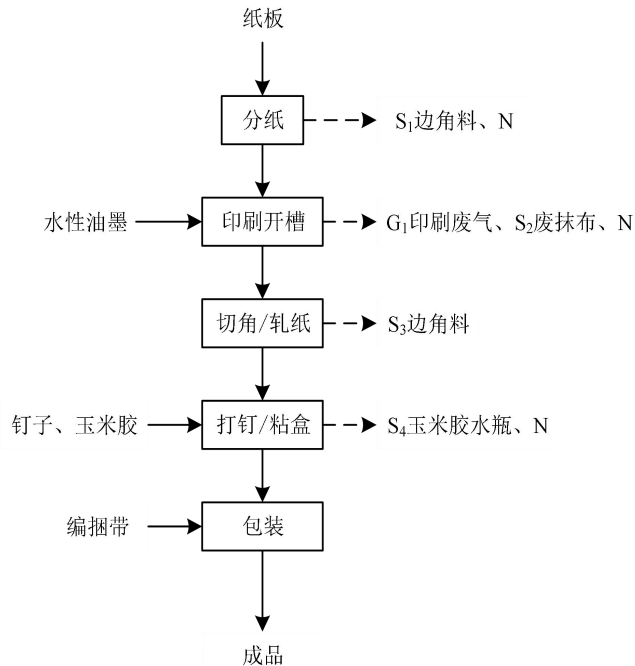 纸板
分纸
S1边角料、N
水性油墨
印刷开槽
G1印刷废气、S2废抹布、N
切角/轧纸
S3边角料
钉子、玉米胶
打钉/粘盒
S4玉米胶水瓶、N
编捆带
包装
成品